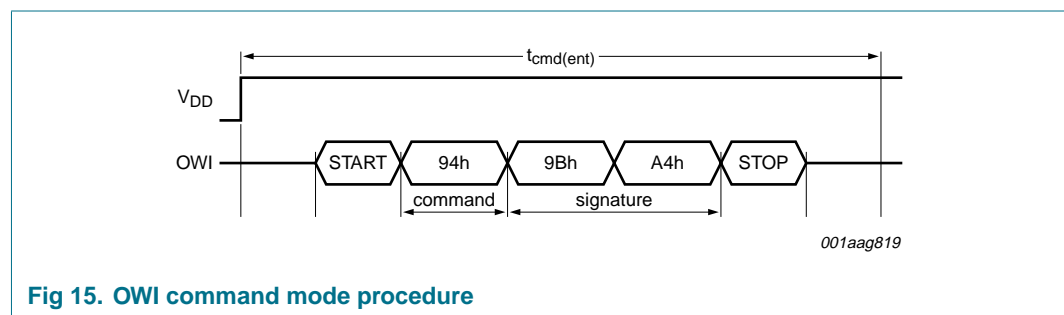 tcmd(ent)
VDD
OWI START 94h 9Bh A4h STOP
command signature
001aag819
Fig 15. OWI command mode procedure